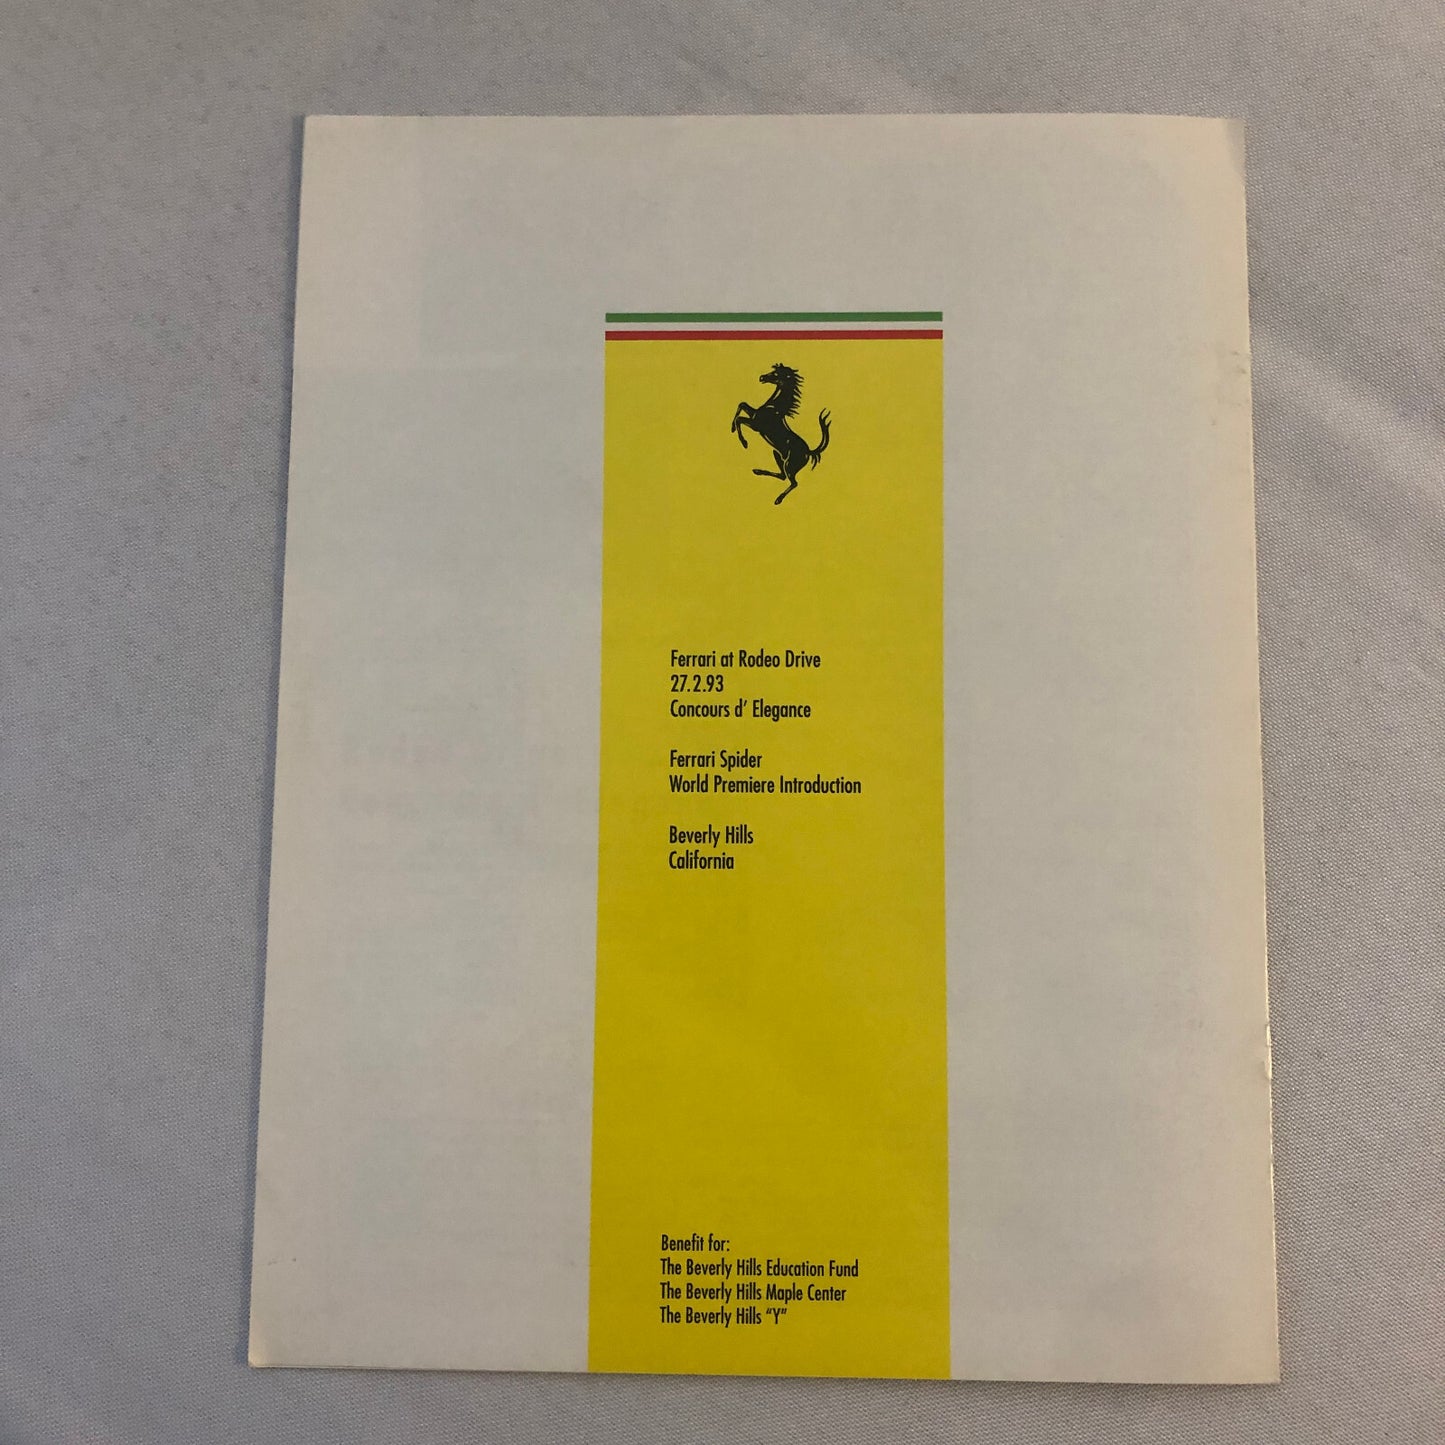 Ferrari at Rodeo Drive
27.2.93
Concours d' Elegance
Ferrari Spider
World Premiere Introduction
Beverly Hills
California
Benefit for:
The Beverly Hills Education Fund
The Beverly Hills Maple Center
The Beverly Hills “Y”